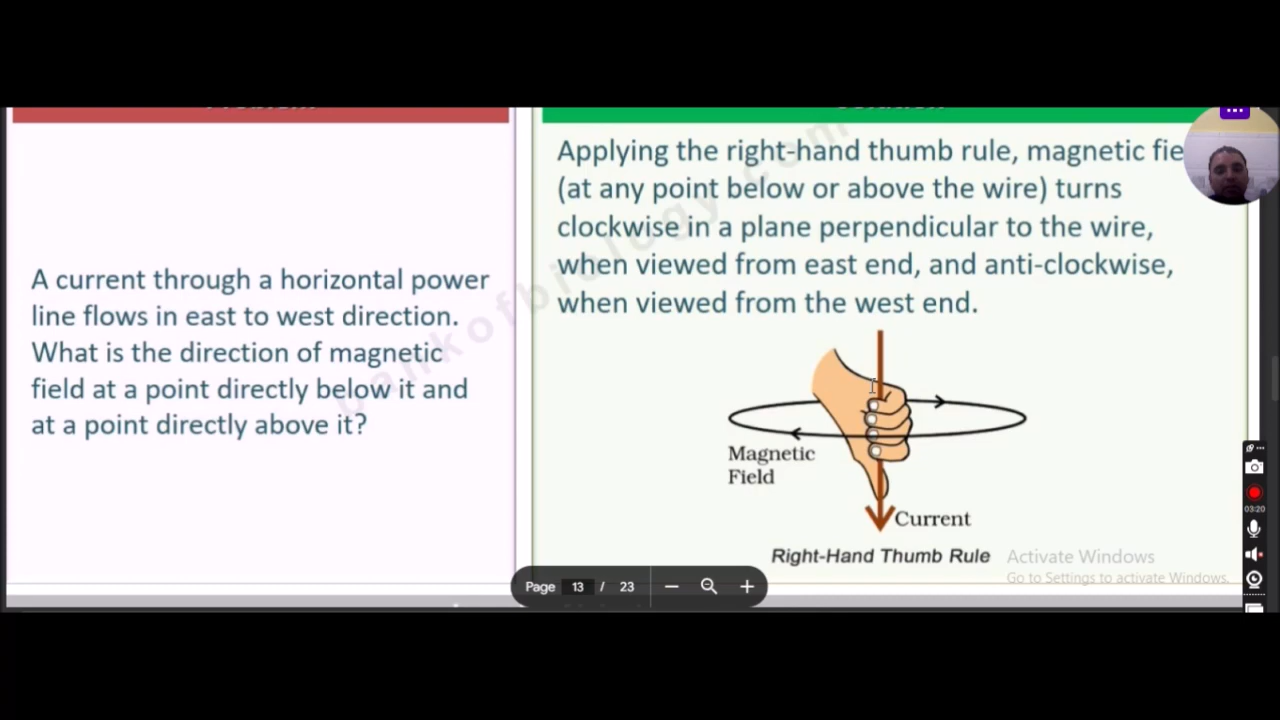 Applying the right-hand thumb rule, magnetic fie
(at any point below or above the wire) turns
clockwise in a plane perpendicular to the wire,
when viewed from east end, and anti-clockwise,
when viewed from the west end.
A current through a horizontal power
line flows in east to west direction.
What is the direction of magnetic
field at a point directly below it and
at a point directly above it?
Magnetic
Field
Current
Right-Hand Thumb Rule
Activate Windows
Go to Settings to activate Windows.
Page 13 / 23
03:20
bankofbiology.com